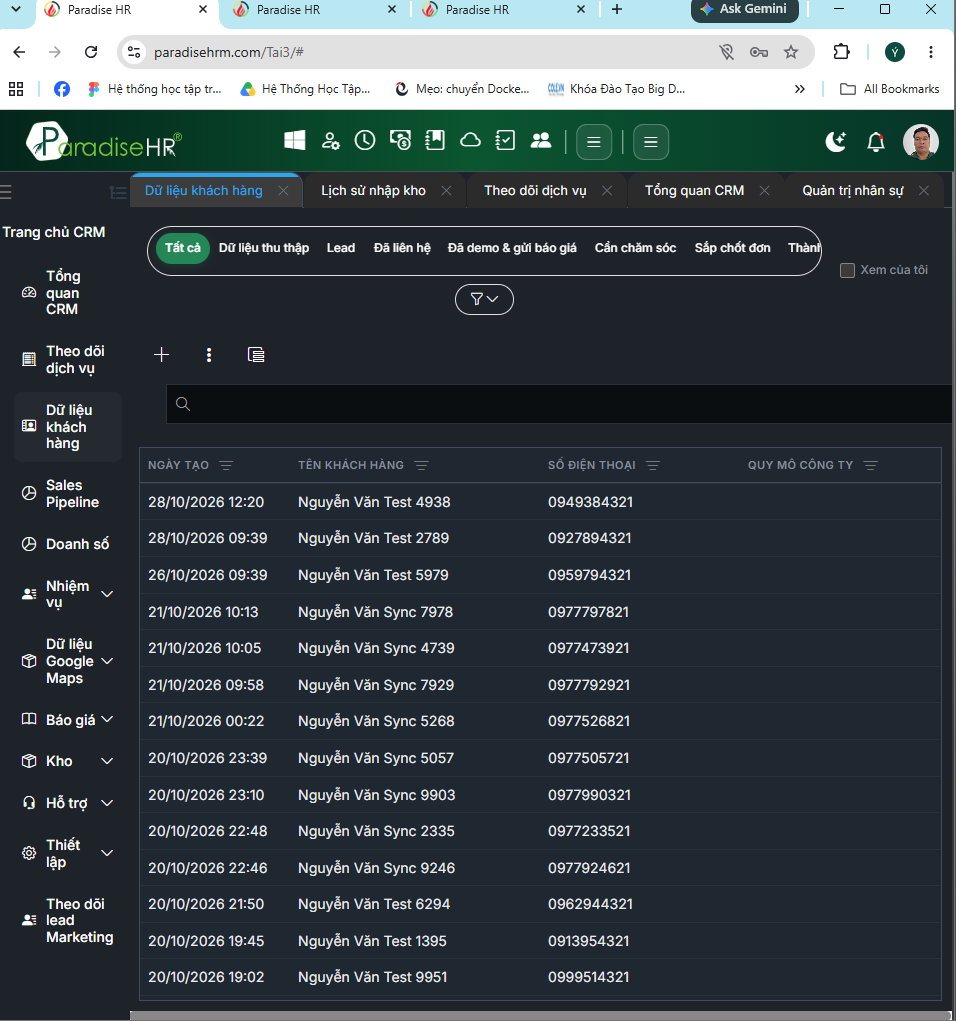 Paradise HR
Paradise HR
Paradise HR
Ask Gemini
paradisehrm.com/Tai3/#
Ý
Hệ thống học tập tr...
Hệ Thống Học Tập...
Mẹo: chuyển Docke...
Khóa Đào Tạo Big D...
All Bookmarks
ParadiseHR®
Dữ liệu khách hàng
Lịch sử nhập kho
Theo dõi dịch vụ
Tổng quan CRM
Quản trị nhân sự
Trang chủ CRM
Tổng
quan
CRM
Theo dõi
dịch vụ
Dữ liệu
khách
hàng
Sales
Pipeline
Doanh số
Nhiệm
vụ
Dữ liệu
Google
Maps
Báo giá
Kho
Hỗ trợ
Thiết
lập
Theo dõi
lead
Marketing
Tất cả Dữ liệu thu thập Lead Đã liên hệ Đã demo & gửi báo giá Cần chăm sóc Sắp chốt đơn Thành
Xem của tôi
NGÀY TẠO TÊN KHÁCH HÀNG SỐ ĐIỆN THOẠI QUY MÔ CÔNG TY
28/10/2026 12:20 Nguyễn Văn Test 4938 0949384321
28/10/2026 09:39 Nguyễn Văn Test 2789 0927894321
26/10/2026 09:39 Nguyễn Văn Test 5979 0959794321
21/10/2026 10:13 Nguyễn Văn Sync 7978 0977797821
21/10/2026 10:05 Nguyễn Văn Sync 4739 0977473921
21/10/2026 09:58 Nguyễn Văn Sync 7929 0977792921
21/10/2026 00:22 Nguyễn Văn Sync 5268 0977526821
20/10/2026 23:39 Nguyễn Văn Sync 5057 0977505721
20/10/2026 23:10 Nguyễn Văn Sync 9903 0977990321
20/10/2026 22:48 Nguyễn Văn Sync 2335 0977233521
20/10/2026 22:46 Nguyễn Văn Sync 9246 0977924621
20/10/2026 21:50 Nguyễn Văn Test 6294 0962944321
20/10/2026 19:45 Nguyễn Văn Test 1395 0913954321
20/10/2026 19:02 Nguyễn Văn Test 9951 0999514321